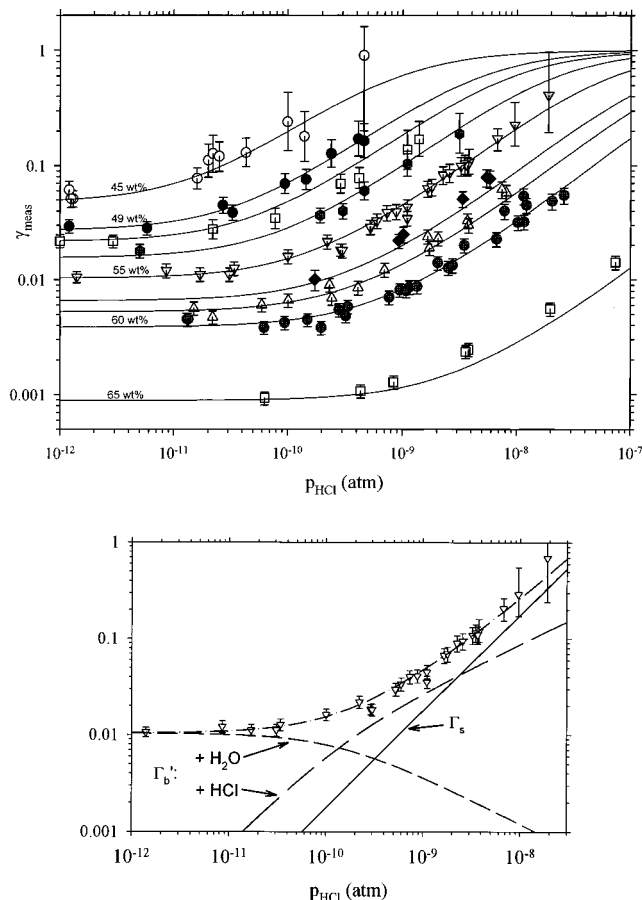 1
0.1
0.01
0.001
γmeas
45 wt%
49 wt%
55 wt%
60 wt%
65 wt%
10-12
10-11
10-10
10-9
10-8
10-7
pHCl (atm)
1
0.1
0.01
0.001
Γs
+ H2O
Γb':
+ HCl
10-12
10-11
10-10
10-9
10-8
pHCl (atm)